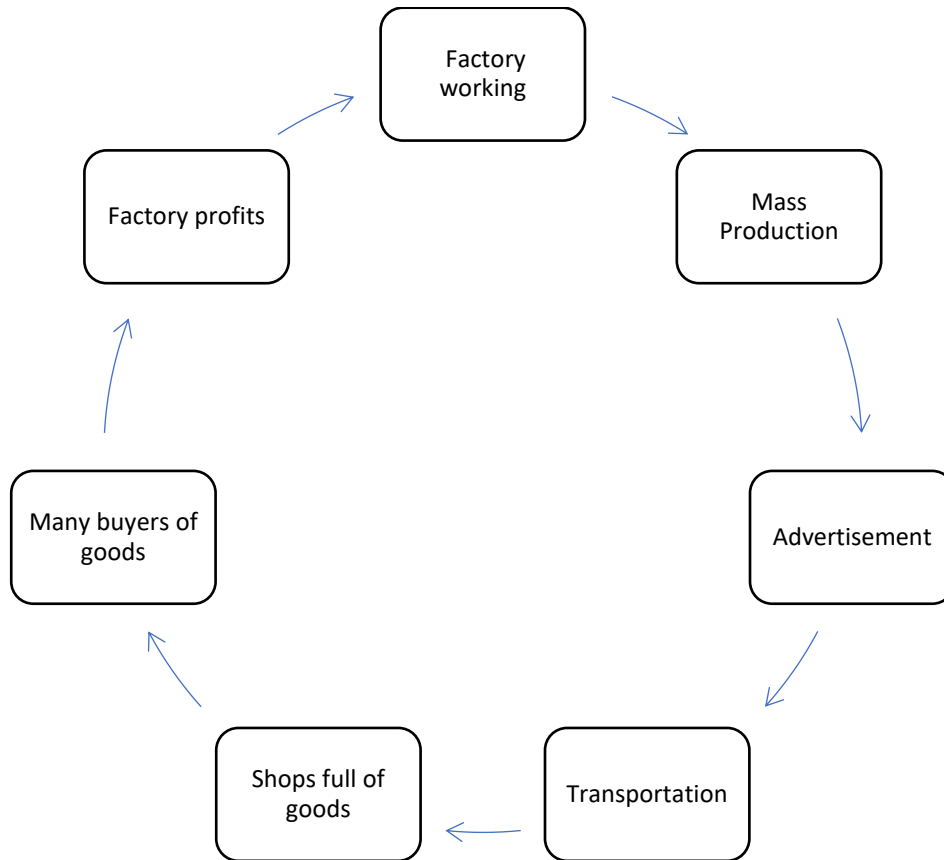 Factory
working
Mass
Production
Advertisement
Transportation
Shops full of
goods
Many buyers of
goods
Factory profits